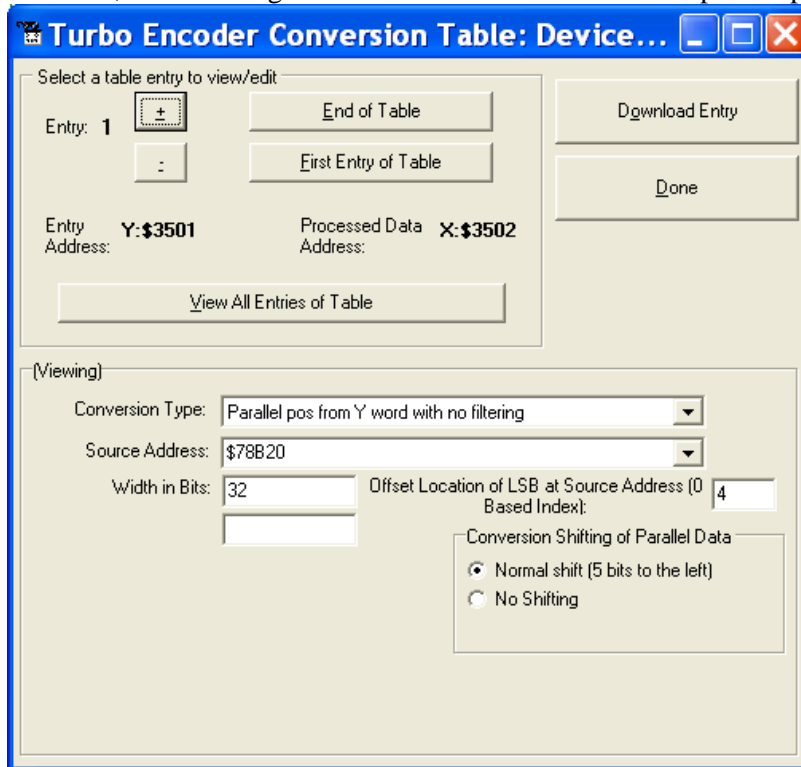 Turbo Encoder Conversion Table: Device...
Select a table entry to view/edit
Entry: 1
+
End of Table
Download Entry
-
First Entry of Table
Done
Entry Address: Y:$3501
Processed Data Address: X:$3502
View All Entries of Table
(Viewing)
Conversion Type: Parallel pos from Y word with no filtering
Source Address: $78B20
Width in Bits: 32
Offset Location of LSB at Source Address (0
Based Index): 4
Conversion Shifting of Parallel Data
Normal shift (5 bits to the left)
No Shifting